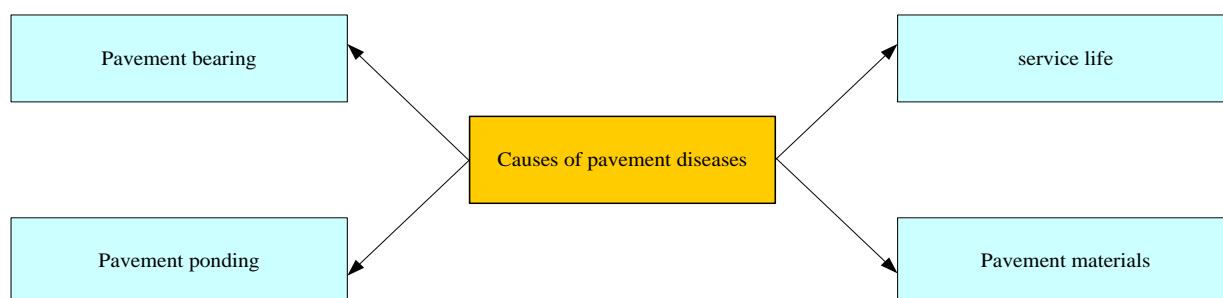 Pavement bearing
service life
Causes of pavement diseases
Pavement ponding
Pavement materials